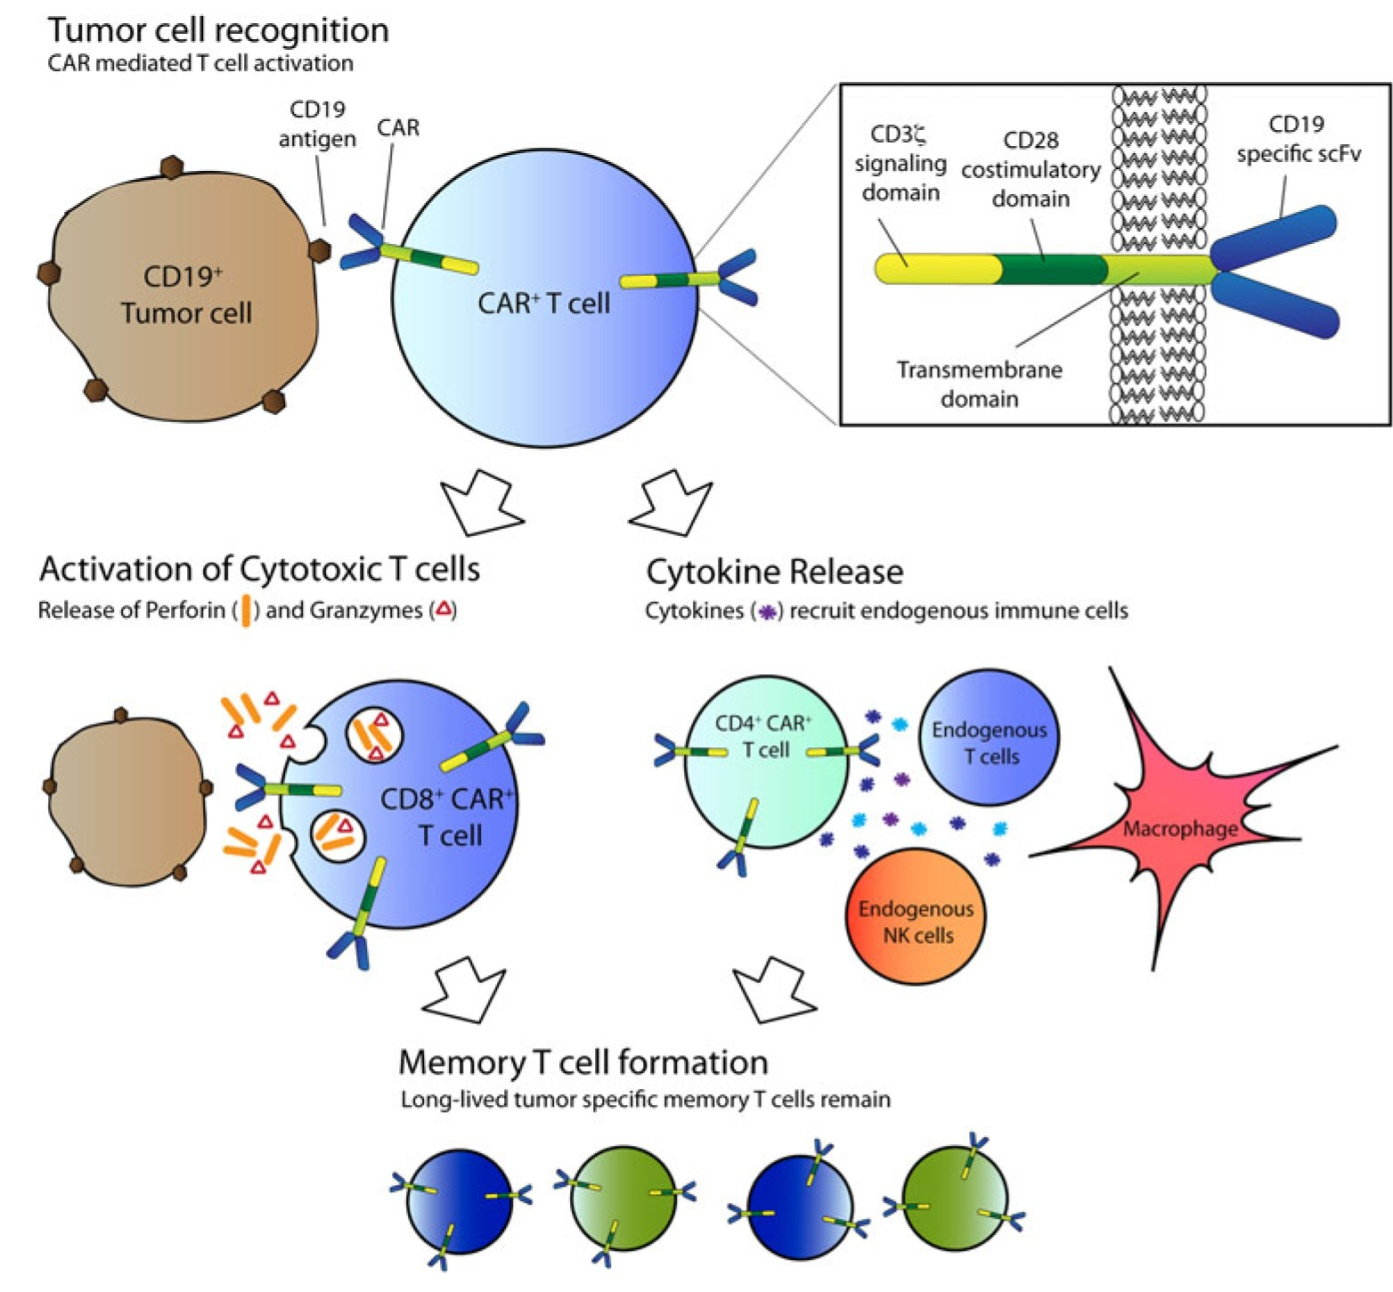 Tumor cell recognition
CAR mediated T cell activation
CD19
antigen
CAR
CD19⁺
Tumor cell
CAR⁺ T cell
CD3ζ
signaling
domain
CD28
costimulatory
domain
CD19
specific scFv
Transmembrane
domain
Activation of Cytotoxic T cells
Release of Perforin ( ) and Granzymes ( )
Cytokine Release
Cytokines ( ) recruit endogenous immune cells
CD8⁺ CAR⁺
T cell
CD4⁺ CAR⁺
T cell
Endogenous
T cells
Macrophage
Endogenous
NK cells
Memory T cell formation
Long-lived tumor specific memory T cells remain